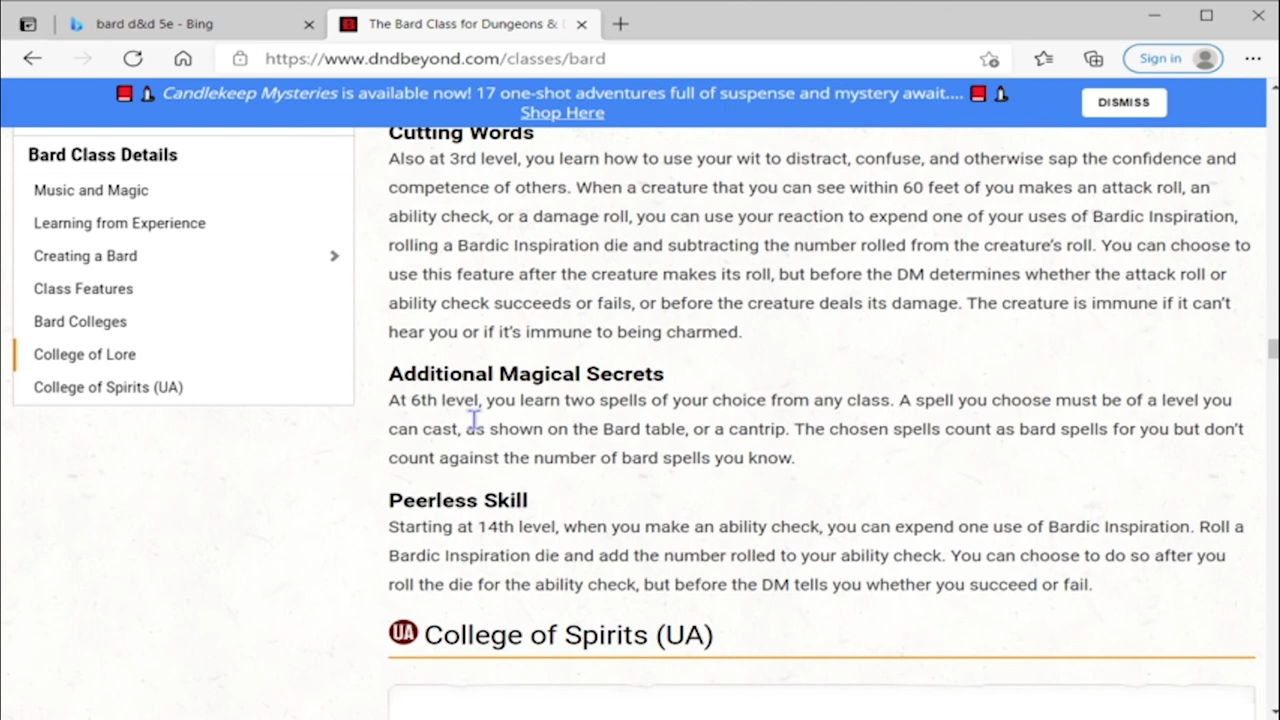 bard d&d 5e - Bing
The Bard Class for Dungeons & D
https://www.dndbeyond.com/classes/bard
Sign in
Candlekeep Mysteries is available now! 17 one-shot adventures full of suspense and mystery await....
Shop Here
DISMISS
Bard Class Details
Music and Magic
Learning from Experience
Creating a Bard
Class Features
Bard Colleges
College of Lore
College of Spirits (UA)
Cutting Words
Also at 3rd level, you learn how to use your wit to distract, confuse, and otherwise sap the confidence and
competence of others. When a creature that you can see within 60 feet of you makes an attack roll, an
ability check, or a damage roll, you can use your reaction to expend one of your uses of Bardic Inspiration,
rolling a Bardic Inspiration die and subtracting the number rolled from the creature's roll. You can choose to
use this feature after the creature makes its roll, but before the DM determines whether the attack roll or
ability check succeeds or fails, or before the creature deals its damage. The creature is immune if it can't
hear you or if it's immune to being charmed.
Additional Magical Secrets
At 6th level, you learn two spells of your choice from any class. A spell you choose must be of a level you
can cast, as shown on the Bard table, or a cantrip. The chosen spells count as bard spells for you but don't
count against the number of bard spells you know.
Peerless Skill
Starting at 14th level, when you make an ability check, you can expend one use of Bardic Inspiration. Roll a
Bardic Inspiration die and add the number rolled to your ability check. You can choose to do so after you
roll the die for the ability check, but before the DM tells you whether you succeed or fail.
UA College of Spirits (UA)